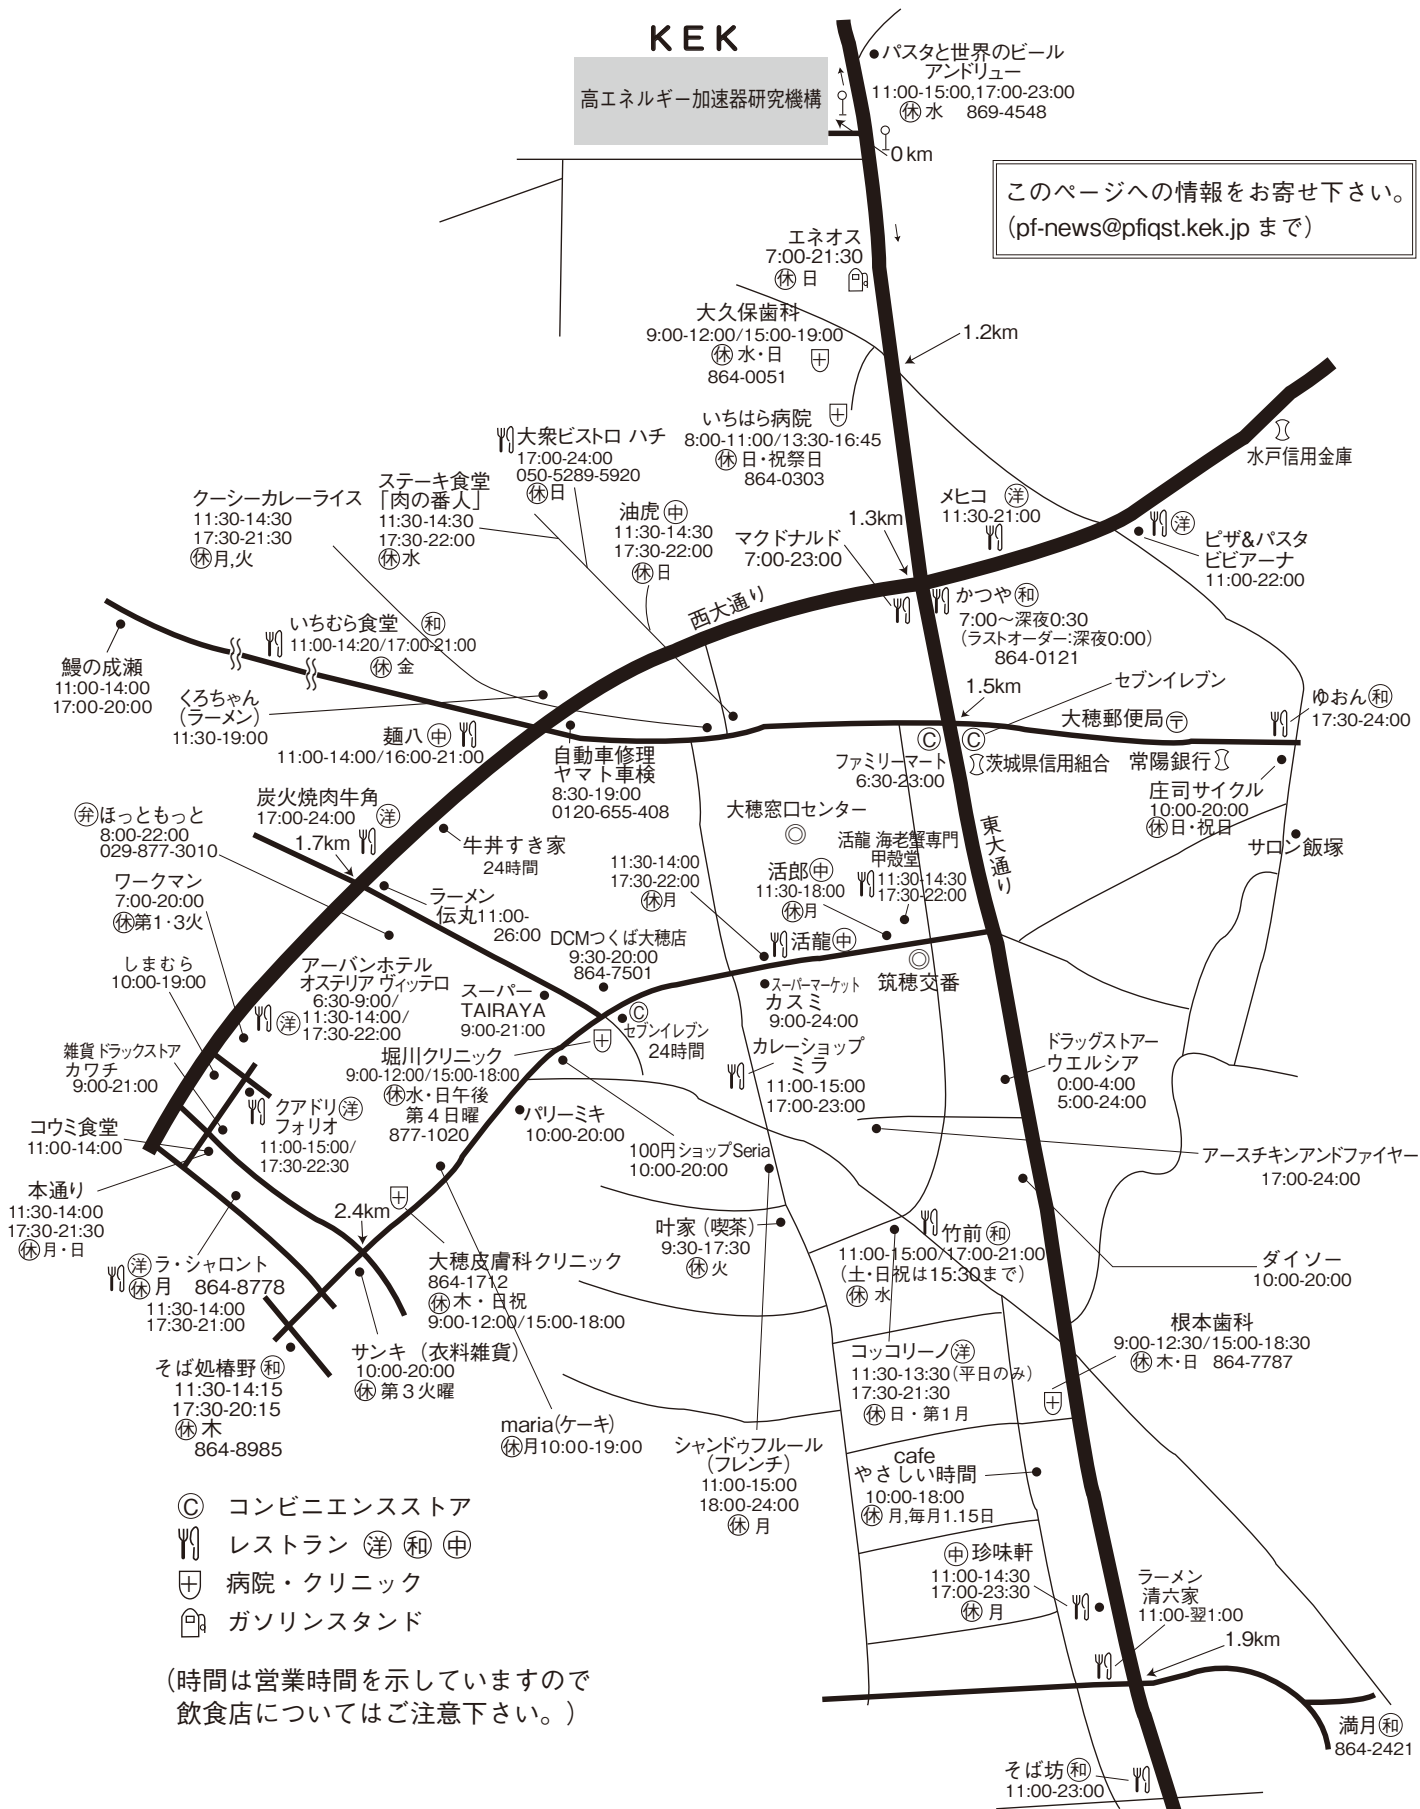 KEK
高エネルギー加速器研究機構
パスタと世界のビール
アンドリュー
11:00-15:00,17:00-23:00
休 水 869-4548
0 km
このページへの情報をお寄せ下さい。
(pf-news@pfiqst.kek.jp まで)
エネオス
7:00-21:30
休 日
大久保歯科
9:00-12:00/15:00-19:00
休 水・日
864-0051
1.2km
いちはら病院
8:00-11:00/13:30-16:45
休 日・祝祭日
864-0303
大衆ビストロ ハチ
17:00-24:00
050-5289-5920
休 日
水戸信用金庫
ステーキ食堂
「肉の番人」
11:30-14:30
17:30-22:00
休 水
クーシーカレーライス
11:30-14:30
17:30-21:30
休 月,火
油虎 中
11:30-14:30
17:30-22:00
休 日
メヒコ 洋
11:30-21:00
1.3km
マクドナルド
7:00-23:00
洋
ピザ&パスタ
ビビアーナ
11:00-22:00
西大通り
かつや 和
7:00〜深夜0:30
(ラストオーダー:深夜0:00)
864-0121
いちむら食堂 和
11:00-14:20/17:00-21:00
休 金
鰻の成瀬
11:00-14:00
17:00-20:00
くろちゃん
(ラーメン)
11:30-19:00
1.5km
セブンイレブン
大穂郵便局 〒
ゆおん 和
17:30-24:00
麺八 中
11:00-14:00/16:00-21:00
自動車修理
ヤマト車検
8:30-19:00
0120-655-408
C
C
ファミリーマート
6:30-23:00
茨城県信用組合
常陽銀行
庄司サイクル
10:00-20:00
休 日・祝日
サロン飯塚
炭火焼肉牛角
17:00-24:00 洋
1.7km
弁 ほっともっと
8:00-22:00
029-877-3010
牛丼すき家
24時間
大穂窓口センター
東大通り
活龍 海老蟹専門
甲殻堂
11:30-14:30
17:30-22:00
11:30-14:00
17:30-22:00
休 月
活郎 中
11:30-18:00
休 月
ワークマン
7:00-20:00
休 第1・3火
ラーメン
伝丸 11:00-
26:00
DCMつくば大穂店
9:30-20:00
864-7501
活龍 中
筑穂交番
しまむら
10:00-19:00
アーバンホテル
オステリア ヴィッテロ
6:30-9:00/
11:30-14:00/
17:30-22:00
洋
スーパー
TAIRAYA
9:00-21:00
スーパーマーケット
カスミ
9:00-24:00
C
セブンイレブン
24時間
雑貨 ドラックストア
カワチ
9:00-21:00
堀川クリニック
9:00-12:00/15:00-18:00
休 水・日午後
第４日曜
877-1020
カレーショップ
ミラ
11:00-15:00
17:00-23:00
ドラッグストアー
ウエルシア
0:00-4:00
5:00-24:00
コウミ食堂
11:00-14:00
クアドリ 洋
フォリオ
11:00-15:00/
17:30-22:30
パリーミキ
10:00-20:00
100円ショップSeria
10:00-20:00
アースチキンアンドファイヤー
17:00-24:00
本通り
11:30-14:00
17:30-21:30
休 月・日
2.4km
叶家(喫茶)
9:30-17:30
休 火
竹前 和
11:00-15:00/17:00-21:00
(土・日祝は15:30まで)
休 水
ダイソー
10:00-20:00
洋 ラ・シャロント
休 月 864-8778
11:30-14:00
17:30-21:00
大穂皮膚科クリニック
864-1712
休 木・日祝
9:00-12:00/15:00-18:00
根本歯科
9:00-12:30/15:00-18:30
休 木・日 864-7787
そば処椿野 和
11:30-14:15
17:30-20:15
休 木
864-8985
サンキ (衣料雑貨)
10:00-20:00
休 第３火曜
コッコリーノ 洋
11:30-13:30(平日のみ)
17:30-21:30
休 日・第１月
maria(ケーキ)
休 月10:00-19:00
シャンドゥフルール
(フレンチ)
11:00-15:00
18:00-24:00
休 月
cafe
やさしい時間
10:00-18:00
休 月,毎月1.15日
C コンビニエンスストア
レストラン 洋 和 中
病院・クリニック
ガソリンスタンド
(時間は営業時間を示していますので
飲食店についてはご注意下さい。)
中 珍味軒
11:00-14:30
17:00-23:30
休 月
ラーメン
清六家
11:00-翌1:00
1.9km
満月 和
864-2421
そば坊 和
11:00-23:00